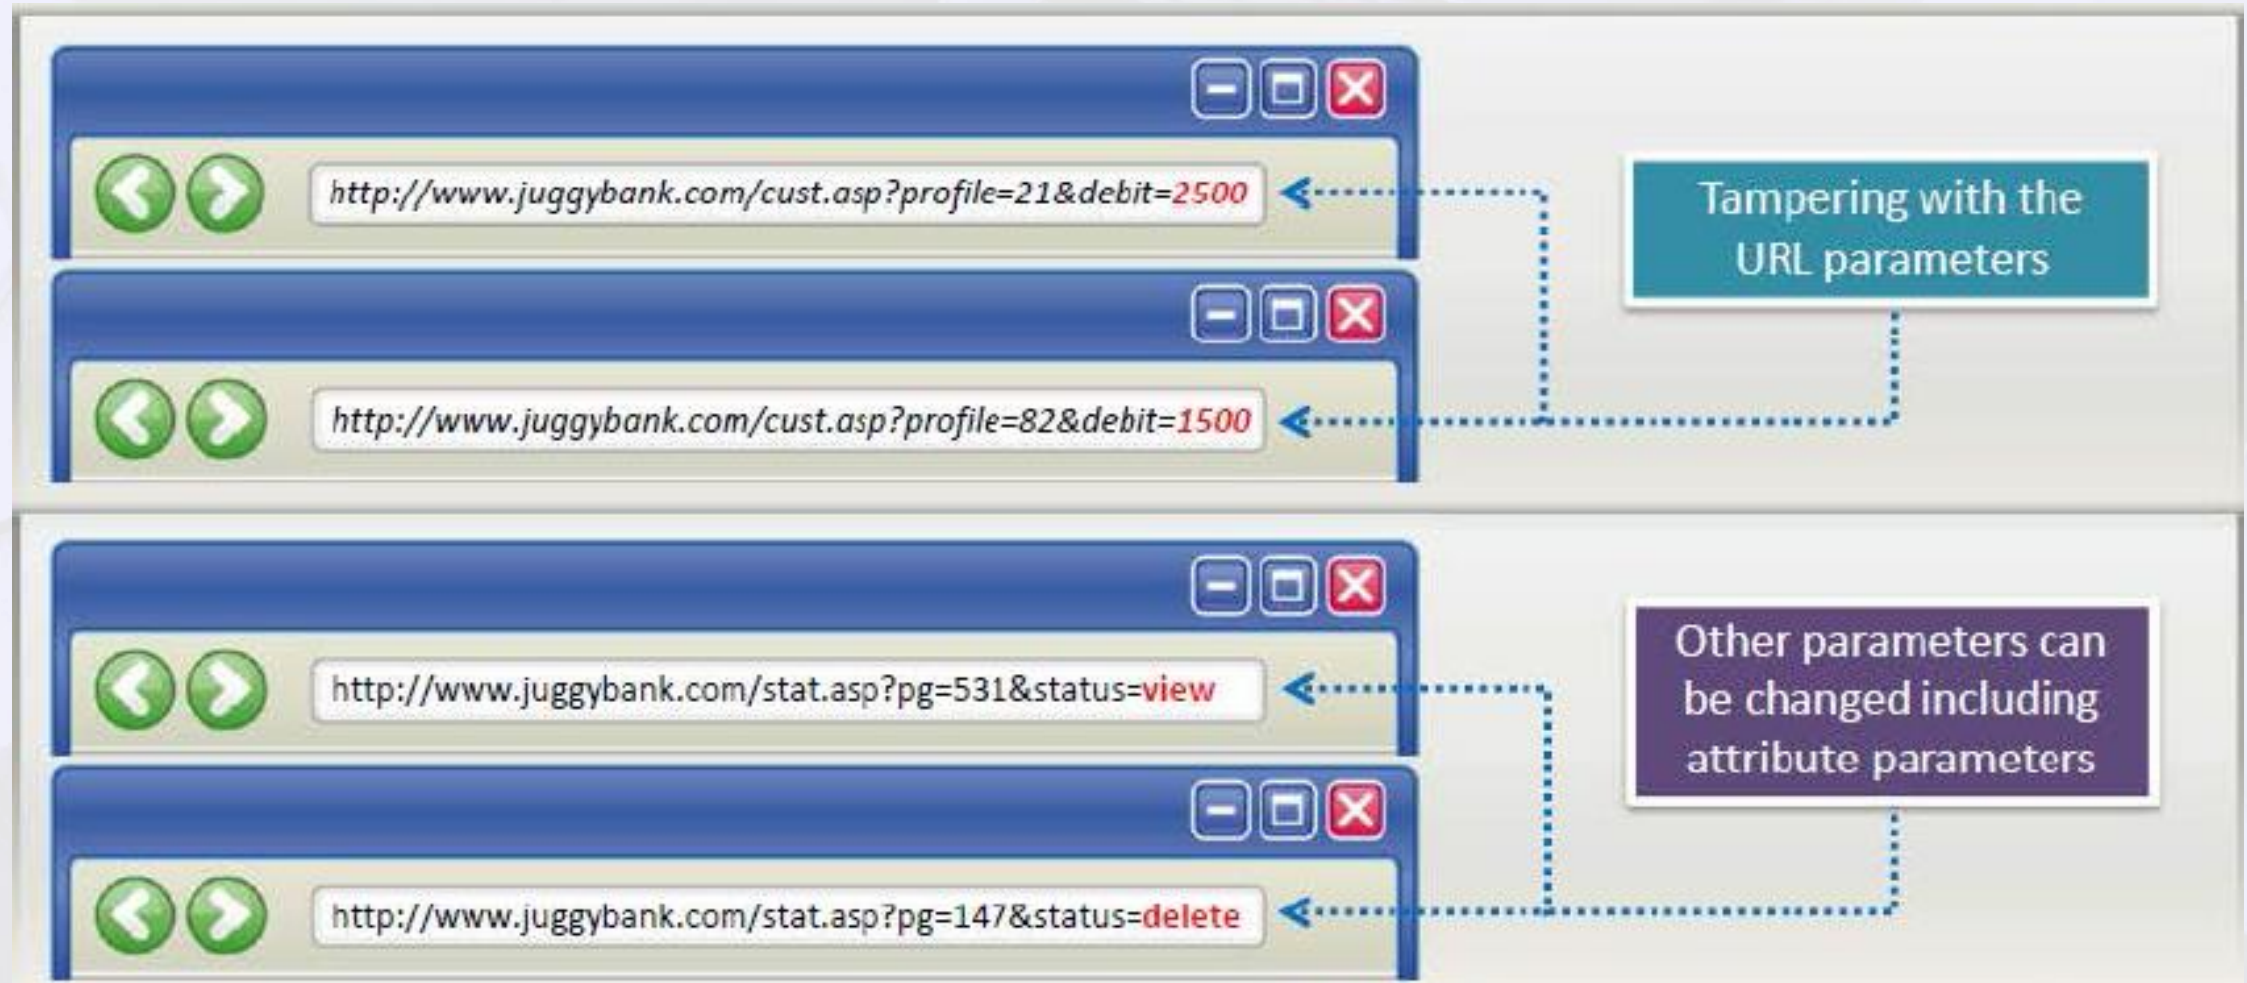 http://www.juggybank.com/cust.asp?profile=21&debit=2500
Tampering with the
URL parameters
http://www.juggybank.com/cust.asp?profile=82&debit=1500
http://www.juggybank.com/stat.asp?pg=531&status=view
Other parameters can
be changed including
attribute parameters
http://www.juggybank.com/stat.asp?pg=147&status=delete